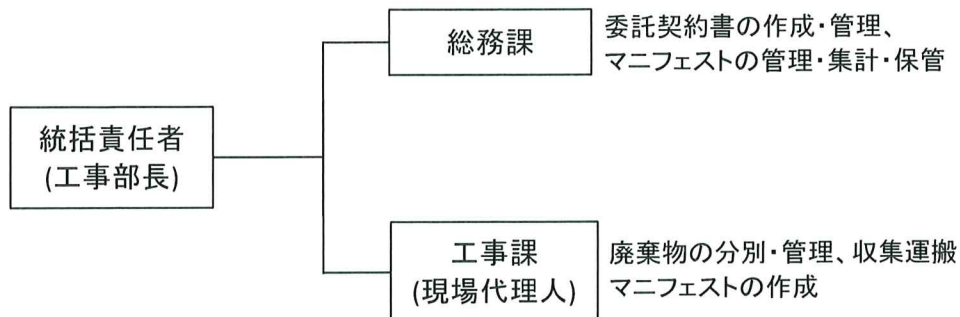 総務課
委託契約書の作成・管理、
マニフェストの管理・集計・保管
統括責任者
(工事部長)
工事課
(現場代理人)
廃棄物の分別・管理、収集運搬
マニフェストの作成